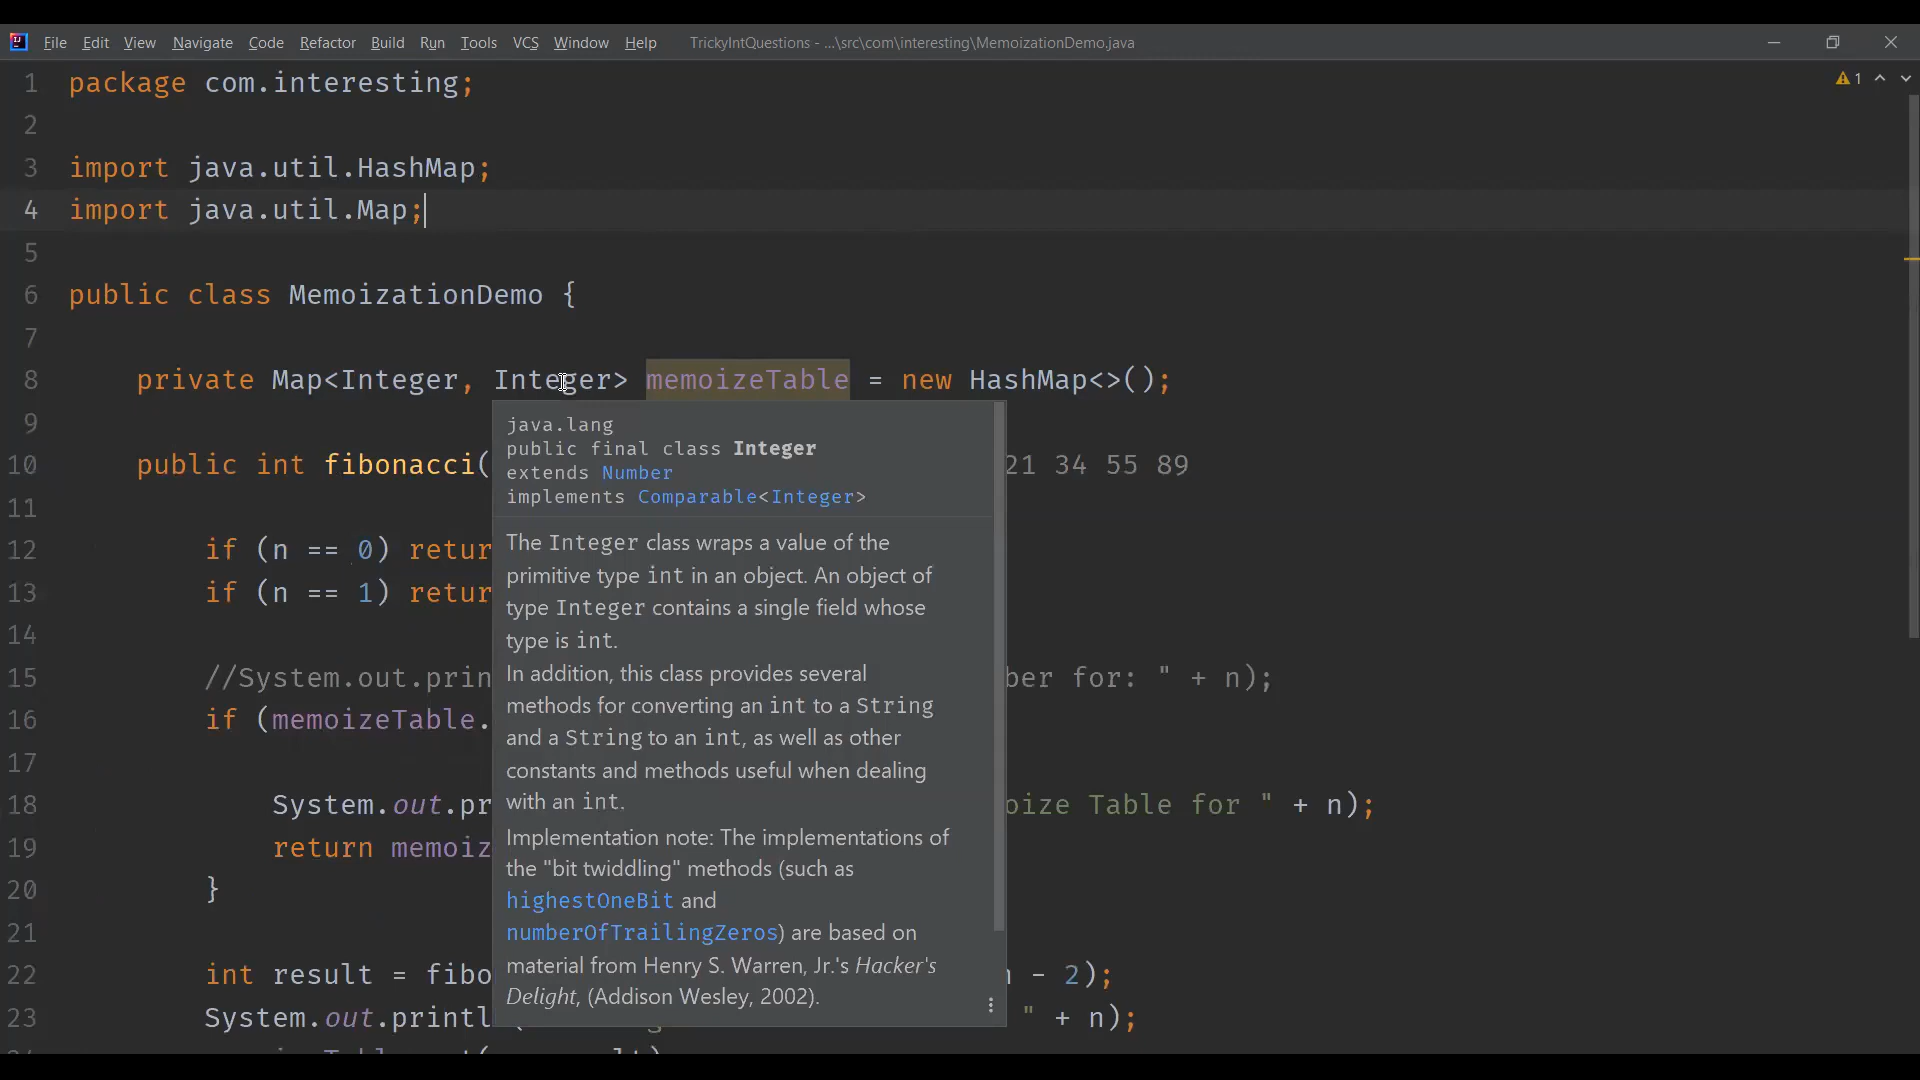 File Edit View Navigate Code Refactor Build Run Tools VCS Window Help TrickyIntQuestions - ...\src\com\interesting\MemoizationDemo.java
1 package com.interesting; 1
2
3 import java.util.HashMap;
4 import java.util.Map;
5
6 public class MemoizationDemo {
7
8 private Map<Integer, Integer> memoizeTable = new HashMap<>();
9
10 public int fibonacci( 21 34 55 89
11
12 if (n == 0) retur
13 if (n == 1) retur
14
15 //System.out.prin ber for: " + n);
16 if (memoizeTable.
17
18 System.out.pr oize Table for " + n);
19 return memoiz
20 }
21
22 int result = fibo - 2);
23 System.out.printl " + n);
java.lang
public final class Integer
extends Number
implements Comparable<Integer>
The Integer class wraps a value of the
primitive type int in an object. An object of
type Integer contains a single field whose
type is int.
In addition, this class provides several
methods for converting an int to a String
and a String to an int, as well as other
constants and methods useful when dealing
with an int.
Implementation note: The implementations of
the "bit twiddling" methods (such as
highestOneBit and
numberOfTrailingZeros) are based on
material from Henry S. Warren, Jr.'s Hacker's
Delight, (Addison Wesley, 2002).